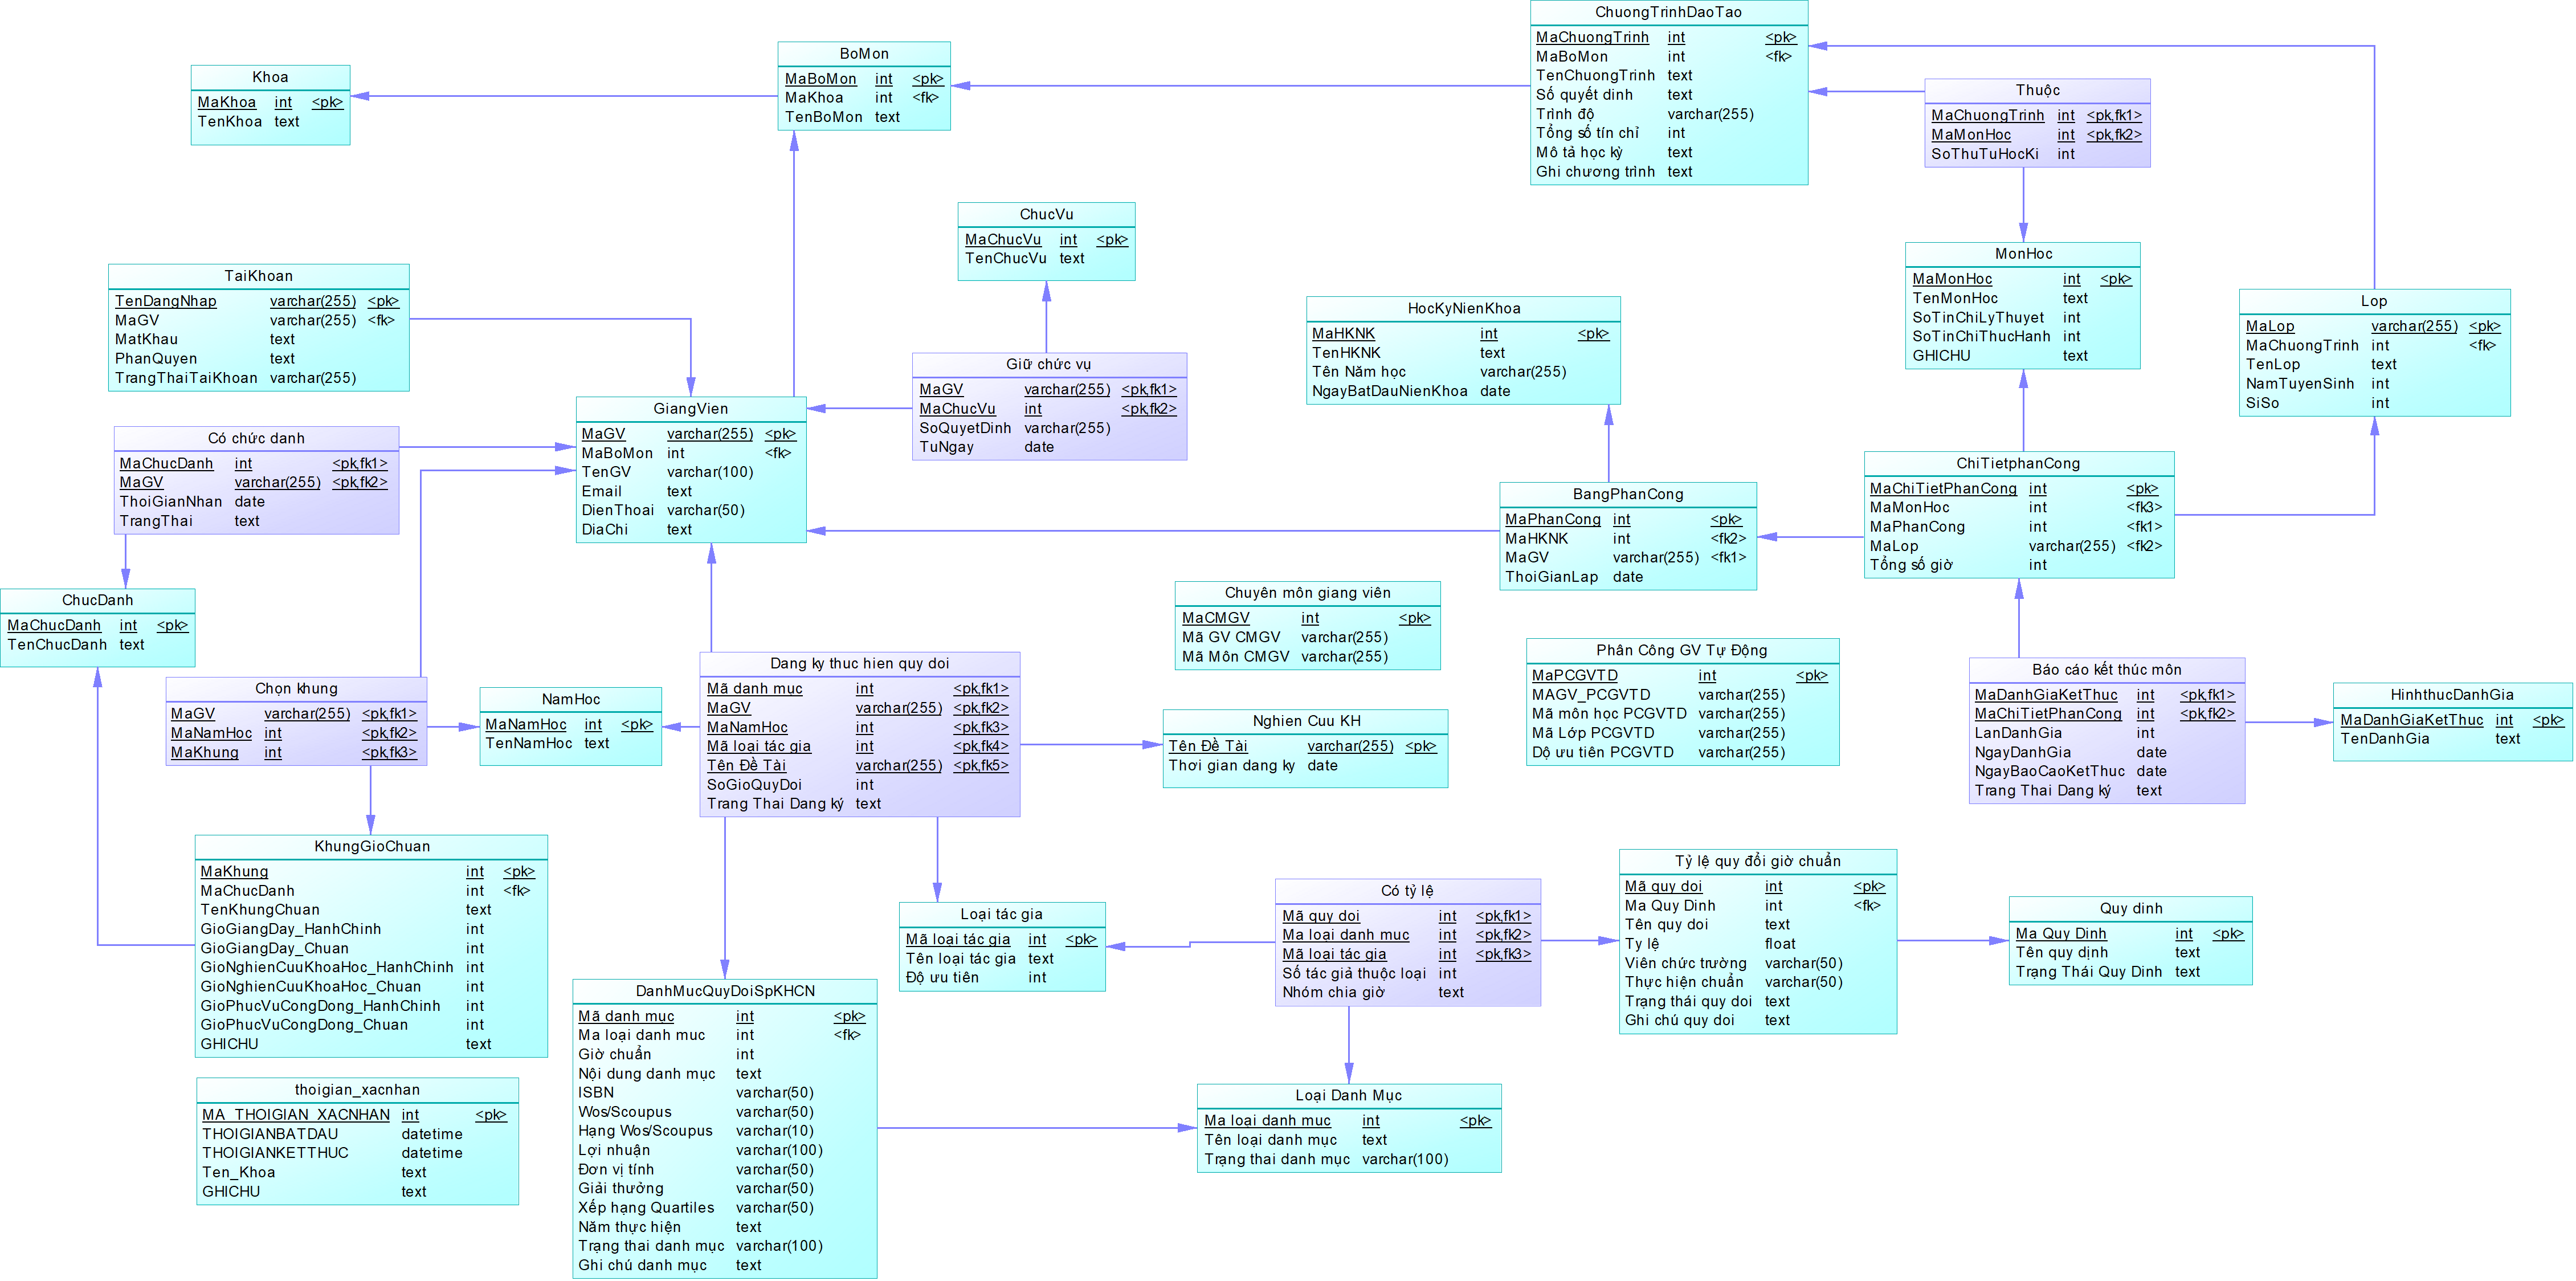 Khoa
MaKhoa int <pk>
TenKhoa text
BoMon
MaBoMon int <pk>
MaKhoa int <fk>
TenBoMon text
ChuongTrinhDaoTao
MaChuongTrinh int <pk>
MaBoMon int <fk>
TenChuongTrinh text
Số quyết dinh text
Trình độ varchar(255)
Tổng số tín chỉ int
Mô tả học kỳ text
Ghi chương trình text
Thuộc
MaChuongTrinh int <pk,fk1>
MaMonHoc int <pk,fk2>
SoThuTuHocKi int
ChucVu
MaChucVu int <pk>
TenChucVu text
MonHoc
MaMonHoc int <pk>
TenMonHoc text
SoTinChiLyThuyet int
SoTinChiThucHanh int
GHICHU text
TaiKhoan
TenDangNhap varchar(255) <pk>
MaGV varchar(255) <fk>
MatKhau text
PhanQuyen text
TrangThaiTaiKhoan varchar(255)
HocKyNienKhoa
MaHKNK int <pk>
TenHKNK text
Tên Năm học varchar(255)
NgayBatDauNienKhoa date
Lop
MaLop varchar(255) <pk>
MaChuongTrinh int <fk>
TenLop text
NamTuyenSinh int
SiSo int
Giữ chức vụ
MaGV varchar(255) <pk,fk1>
MaChucVu int <pk,fk2>
SoQuyetDinh varchar(255)
TuNgay date
GiangVien
MaGV varchar(255) <pk>
MaBoMon int <fk>
TenGV varchar(100)
Email text
DienThoai varchar(50)
DiaChi text
Có chức danh
MaChucDanh int <pk,fk1>
MaGV varchar(255) <pk,fk2>
ThoiGianNhan date
TrangThai text
ChiTietphanCong
MaChiTietPhanCong int <pk>
MaMonHoc int <fk3>
MaPhanCong int <fk1>
MaLop varchar(255) <fk2>
Tổng số giờ int
BangPhanCong
MaPhanCong int <pk>
MaHKNK int <fk2>
MaGV varchar(255) <fk1>
ThoiGianLap date
ChucDanh
MaChucDanh int <pk>
TenChucDanh text
Chuyên môn giang viên
MaCMGV int <pk>
Mã GV CMGV varchar(255)
Mã Môn CMGV varchar(255)
Phân Công GV Tự Động
MaPCGVTD int <pk>
MAGV_PCGVTD varchar(255)
Mã môn học PCGVTD varchar(255)
Mã Lớp PCGVTD varchar(255)
Dộ ưu tiên PCGVTD varchar(255)
Báo cáo kết thúc môn
MaDanhGiaKetThuc int <pk,fk1>
MaChiTietPhanCong int <pk,fk2>
LanDanhGia int
NgayDanhGia date
NgayBaoCaoKetThuc date
Trang Thai Dang ký text
HinhthucDanhGia
MaDanhGiaKetThuc int <pk>
TenDanhGia text
Chọn khung
MaGV varchar(255) <pk,fk1>
MaNamHoc int <pk,fk2>
MaKhung int <pk,fk3>
NamHoc
MaNamHoc int <pk>
TenNamHoc text
Dang ky thuc hien quy doi
Mã danh muc int <pk,fk1>
MaGV varchar(255) <pk,fk2>
MaNamHoc int <pk,fk3>
Mã loại tác gia int <pk,fk4>
Tên Đề Tài varchar(255) <pk,fk5>
SoGioQuyDoi int
Trang Thai Dang ký text
Nghien Cuu KH
Tên Đề Tài varchar(255) <pk>
Thơi gian dang ky date
KhungGioChuan
MaKhung int <pk>
MaChucDanh int <fk>
TenKhungChuan text
GioGiangDay_HanhChinh int
GioGiangDay_Chuan int
GioNghienCuuKhoaHoc_HanhChinh int
GioNghienCuuKhoaHoc_Chuan int
GioPhucVuCongDong_HanhChinh int
GioPhucVuCongDong_Chuan int
GHICHU text
Loại tác gia
Mã loại tác gia int <pk>
Tên loại tác gia text
Độ ưu tiên int
Có tỷ lệ
Mã quy doi int <pk,fk1>
Ma loại danh muc int <pk,fk2>
Mã loại tác gia int <pk,fk3>
Số tác giả thuộc loại int
Nhóm chia giờ text
Tỷ lệ quy đổi giờ chuẩn
Mã quy doi int <pk>
Ma Quy Dinh int <fk>
Tên quy doi text
Ty lệ float
Viên chức trường varchar(50)
Thực hiện chuẩn varchar(50)
Trạng thái quy doi text
Ghi chú quy doi text
Quy dinh
Ma Quy Dinh int <pk>
Tên quy dịnh text
Trạng Thái Quy Dinh text
DanhMucQuyDoiSpKHCN
Mã danh mục int <pk>
Ma loại danh muc int <fk>
Giờ chuẩn int
Nội dung danh mục text
ISBN varchar(50)
Wos/Scoupus varchar(50)
Hạng Wos/Scoupus varchar(10)
Lợi nhuận varchar(100)
Đơn vị tính varchar(50)
Giải thưởng varchar(50)
Xếp hạng Quartiles varchar(50)
Năm thực hiện text
Trạng thai danh mục varchar(100)
Ghi chú danh mục text
thoigian_xacnhan
MA_THOIGIAN_XACNHAN int <pk>
THOIGIANBATDAU datetime
THOIGIANKETTHUC datetime
Ten_Khoa text
GHICHU text
Loại Danh Mục
Ma loại danh muc int <pk>
Tên loại danh mục text
Trạng thai danh mục varchar(100)